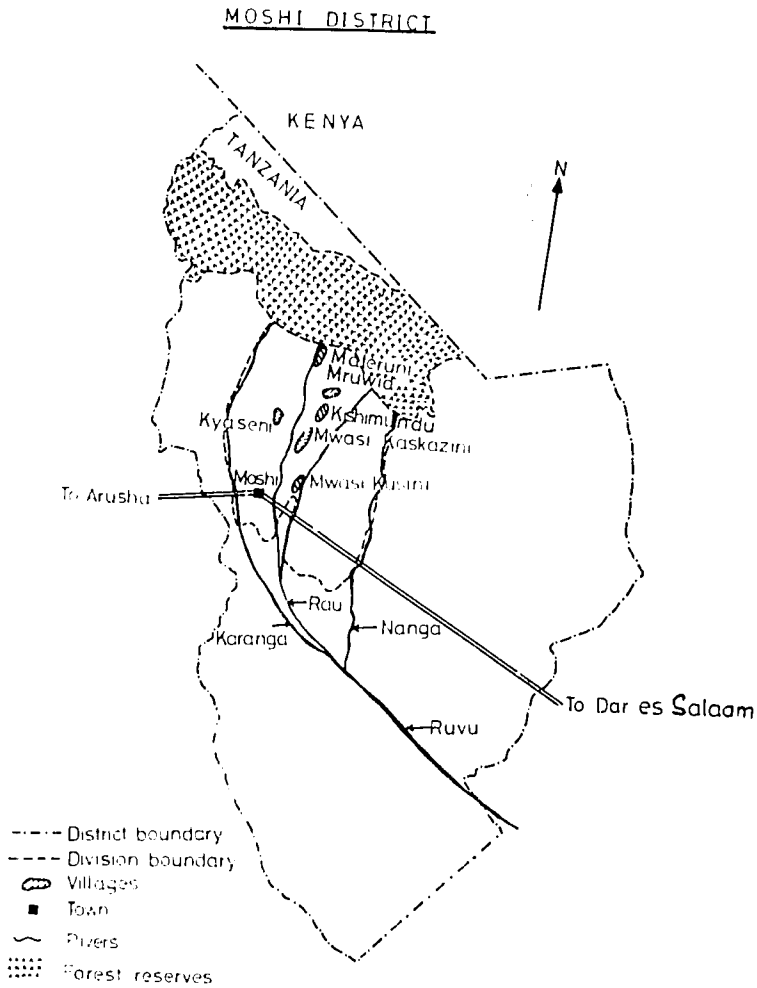 MOSHI DISTRICT
KENYA
TANZANIA
N
Maleruni
Mruwia
Kyaseni
Kishimundu
Mwasi Kaskazini
Moshi
Mwasi Kusini
To Arusha
Rau
Karanga
Nanga
To Dar es Salaam
Ruvu
District boundary
Division boundary
Villages
Town
Rivers
Forest reserves